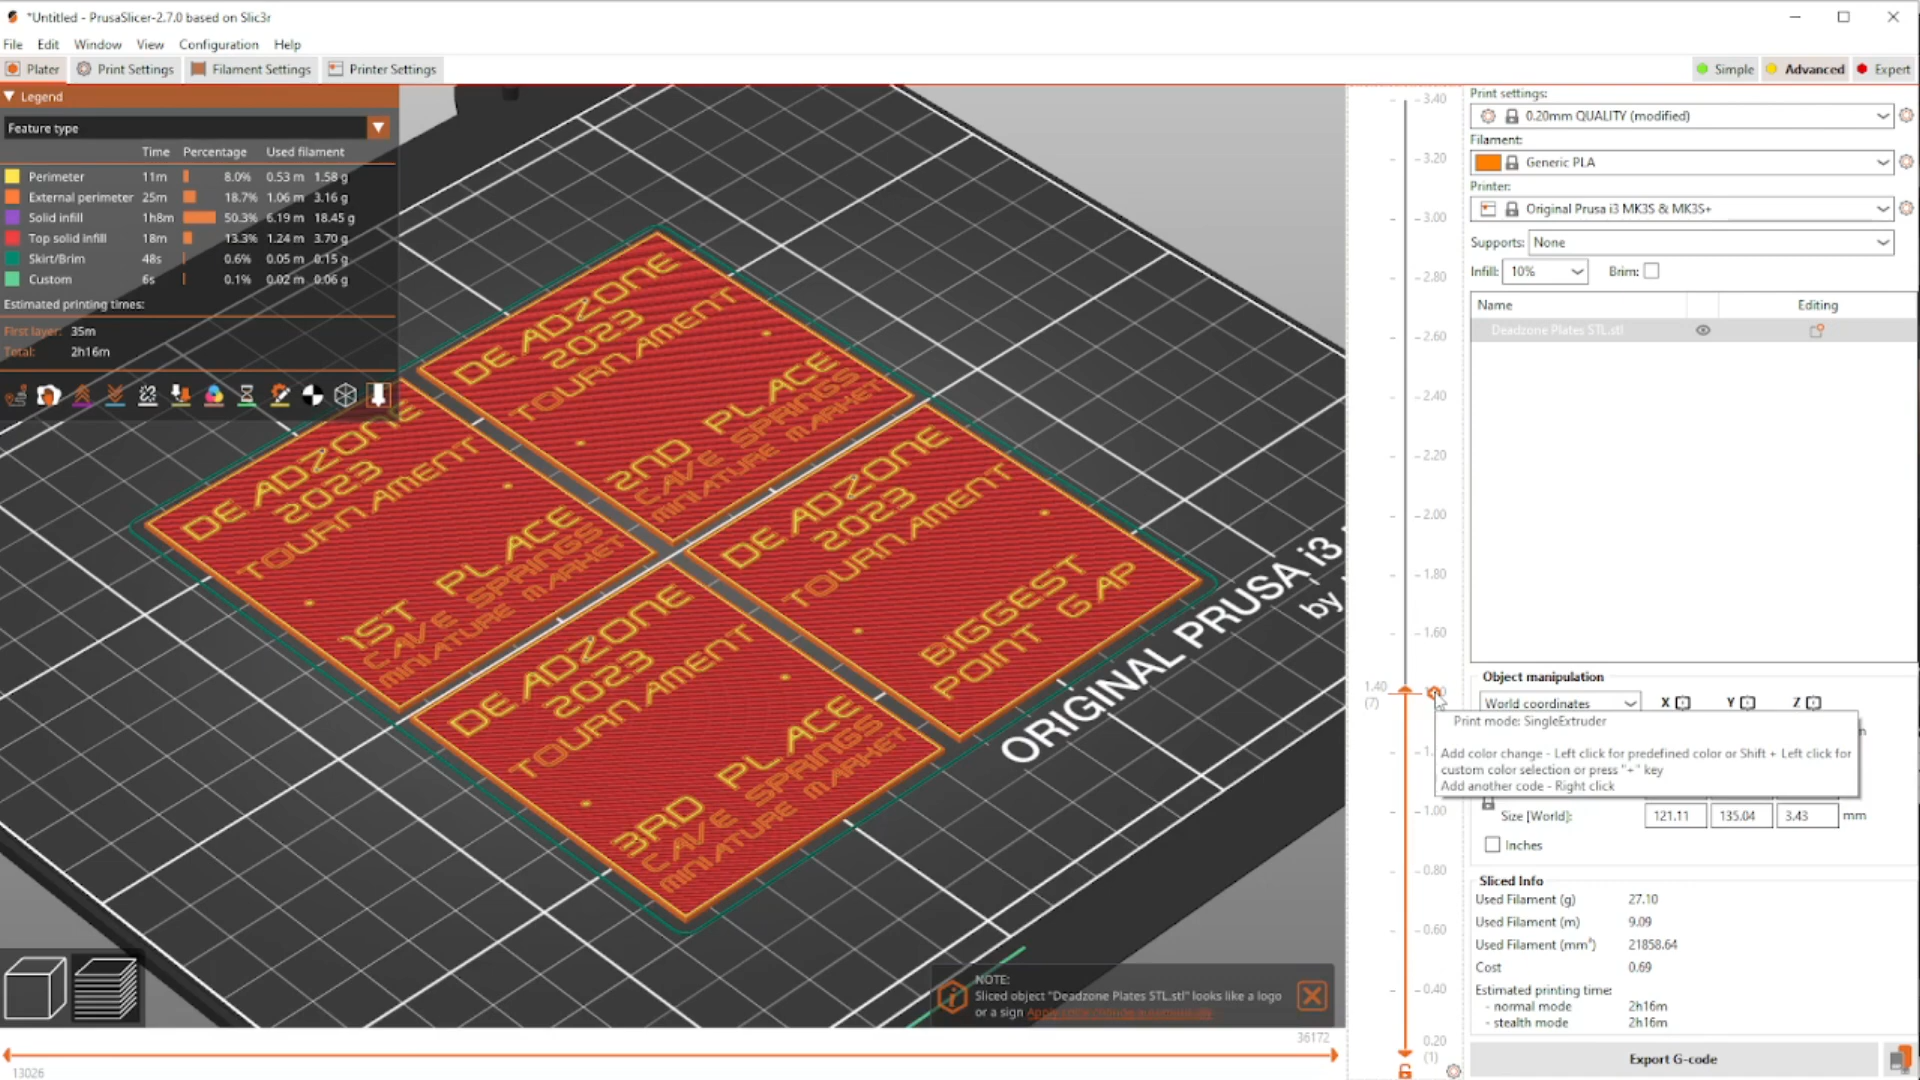 *Untitled - PrusaSlicer-2.7.0 based on Slic3r
File Edit Window View Configuration Help
Plater Print Settings Filament Settings Printer Settings
Simple Advanced Expert
Legend
Feature type
Time Percentage Used filament
Perimeter 11m 8.0% 0.53 m 1.58 g
External perimeter 25m 18.7% 1.06 m 3.16 g
Solid infill 1h8m 50.3% 6.19 m 18.45 g
Top solid infill 18m 13.3% 1.24 m 3.70 g
Skirt/Brim 48s 0.6% 0.05 m 0.15 g
Custom 6s 0.1% 0.02 m 0.06 g
Estimated printing times:
First layer: 35m
Total: 2h16m
DEADZONE
2023
TOURNAMENT
2ND PLACE
CAVE SPRINGS
MINIATURE MARKET
DEADZONE
2023
TOURNAMENT
1ST PLACE
CAVE SPRINGS
MINIATURE MARKET
DEADZONE
2023
TOURNAMENT
BIGGEST
POINT GAP
DEADZONE
2023
TOURNAMENT
3RD PLACE
CAVE SPRINGS
MINIATURE MARKET
ORIGINAL PRUSA i3
by
NOTE:
Sliced object "Deadzone Plates STL.stl" looks like a logo
or a sign
36172
13026
3.40
3.20
3.00
2.80
2.60
2.40
2.20
2.00
1.80
1.60
1.40
(7)
1.00
0.80
0.60
0.40
0.20
(1)
Print settings:
0.20mm QUALITY (modified)
Filament:
Generic PLA
Printer:
Original Prusa i3 MK3S & MK3S+
Supports: None
Infill: 10% Brim:
Name Editing
Deadzone Plates STL.stl
Object manipulation
World coordinates X Y Z
Print mode: SingleExtruder
Add color change - Left click for predefined color or Shift + Left click for
custom color selection or press "+" key
Add another code - Right click
Size [World]: 121.11 135.04 3.43 mm
Inches
Sliced Info
Used Filament (g) 27.10
Used Filament (m) 9.09
Used Filament (mm³) 21858.64
Cost 0.69
Estimated printing time:
- normal mode 2h16m
- stealth mode 2h16m
Export G-code